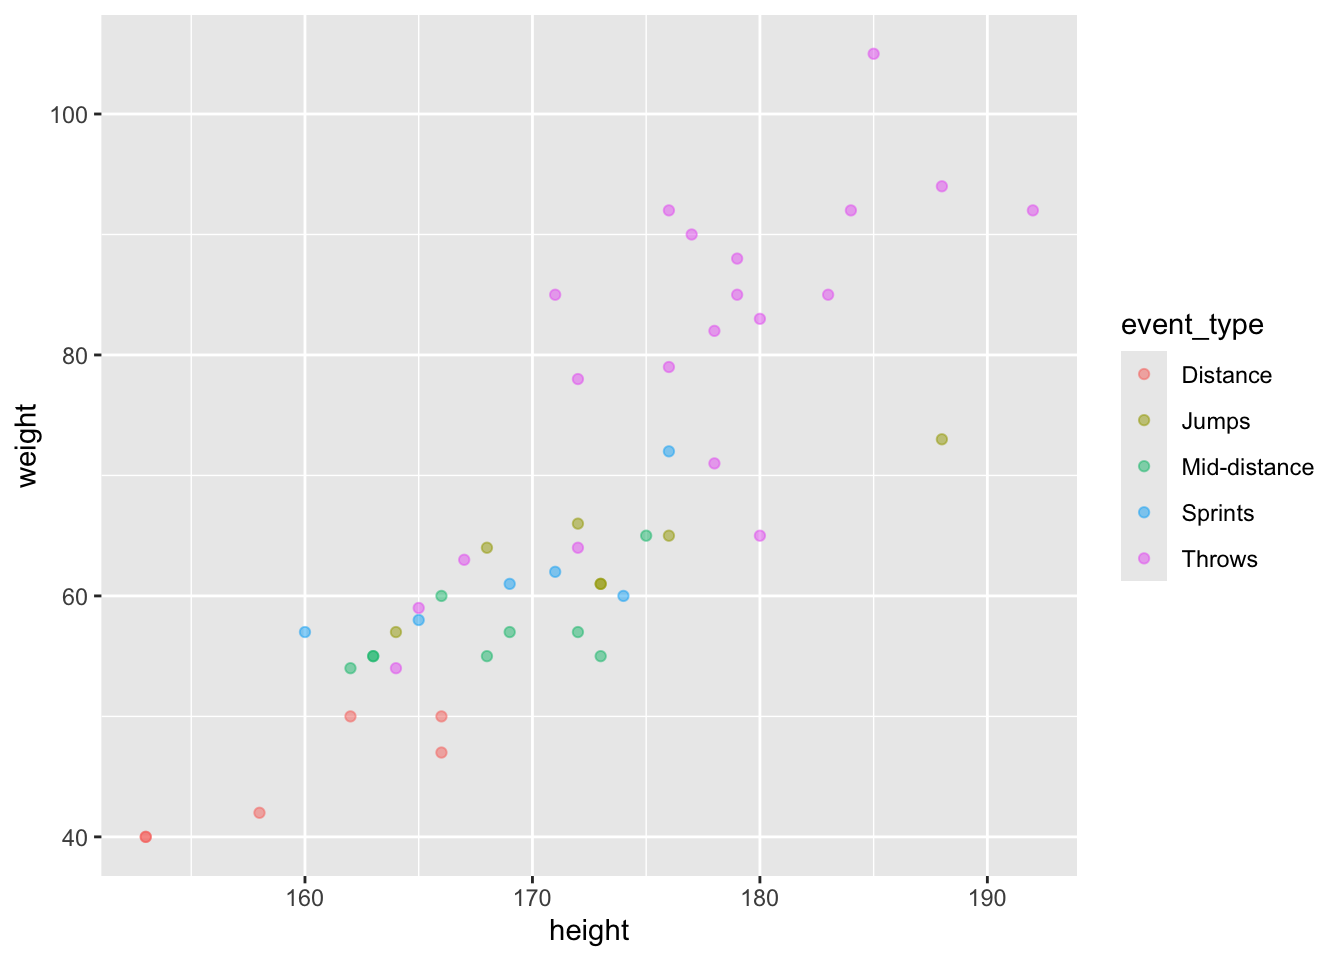 100
80
60
40
weight
160 170 180 190
height
event_type
Distance
Jumps
Mid-distance
Sprints
Throws